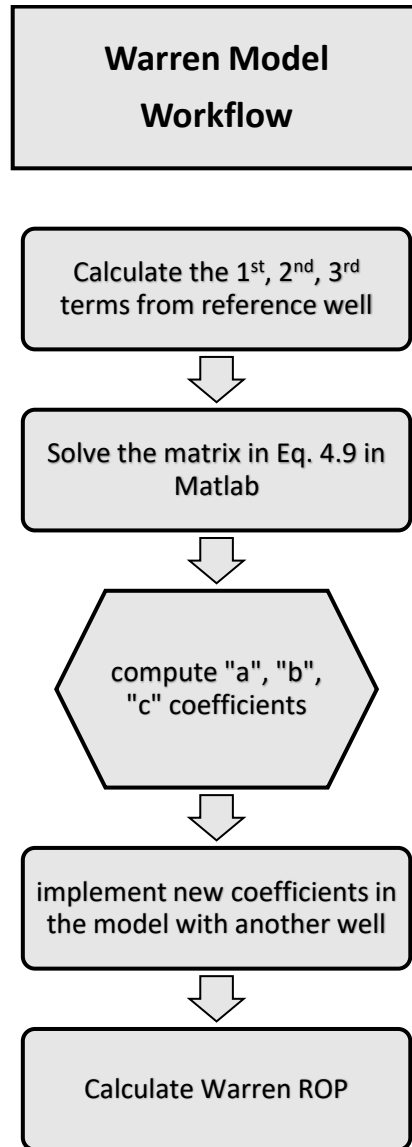 Warren Model
Workflow
Calculate the 1st, 2nd, 3rd
terms from reference well
Solve the matrix in Eq. 4.9 in
Matlab
compute "a", "b",
"c" coefficients
implement new coefficients in
the model with another well
Calculate Warren ROP